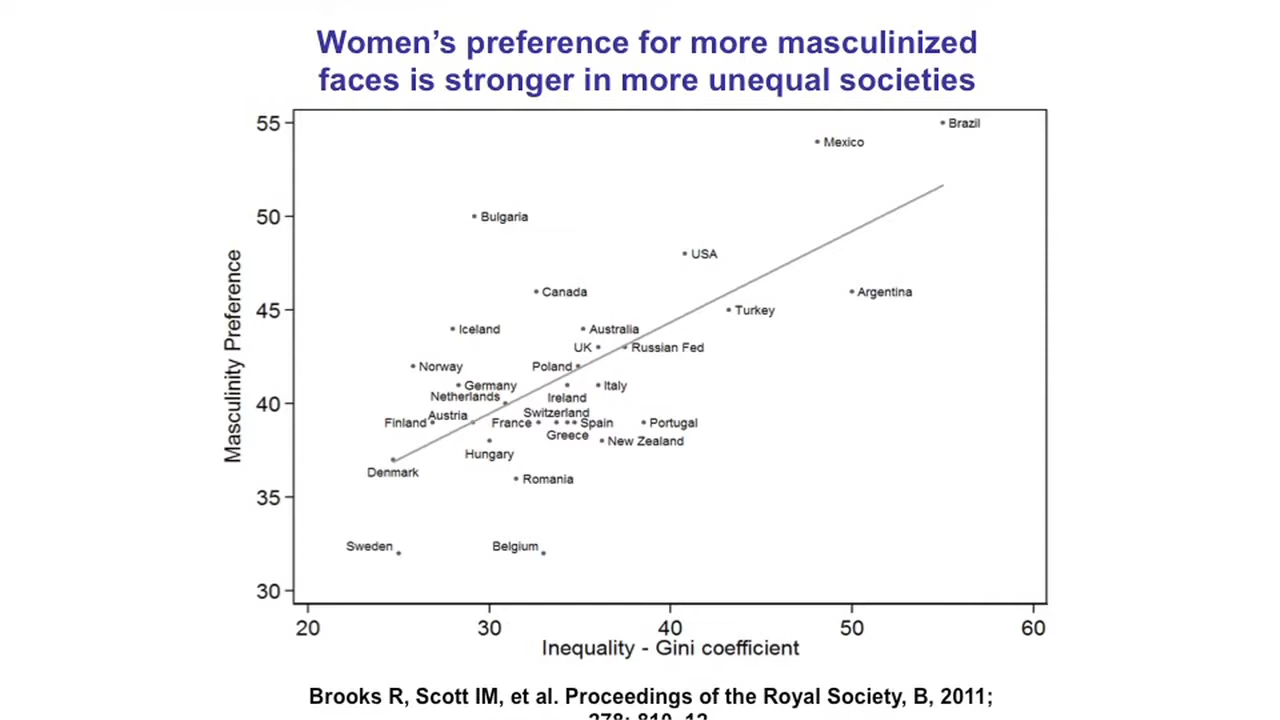 Women’s preference for more masculinized
faces is stronger in more unequal societies
Masculinity Preference
55
50
45
40
35
30
Brazil
Mexico
Bulgaria
USA
Canada
Argentina
Turkey
Iceland
Australia
UK
Russian Fed
Norway
Poland
Germany
Italy
Netherlands
Ireland
Switzerland
Austria
Finland
France
Spain
Portugal
Greece
New Zealand
Hungary
Denmark
Romania
Sweden
Belgium
20 30 40 50 60
Inequality - Gini coefficient
Brooks R, Scott IM, et al. Proceedings of the Royal Society, B, 2011;
278: 810-12